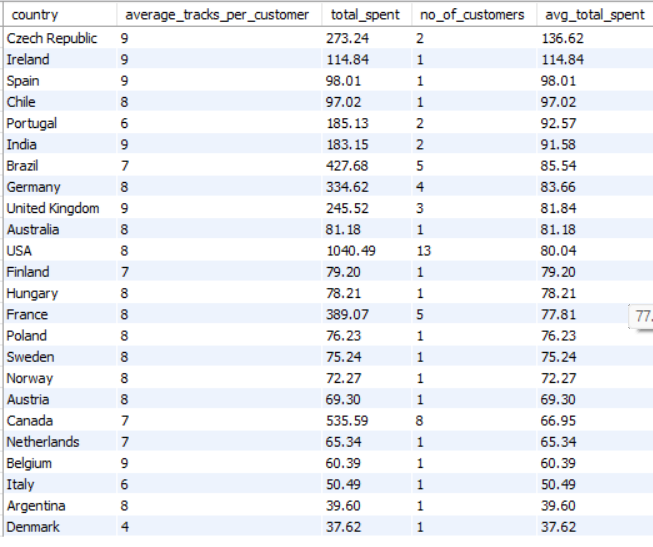 country average_tracks_per_customer total_spent no_of_customers avg_total_spent
Czech Republic 9 273.24 2 136.62
Ireland 9 114.84 1 114.84
Spain 9 98.01 1 98.01
Chile 8 97.02 1 97.02
Portugal 6 185.13 2 92.57
India 9 183.15 2 91.58
Brazil 7 427.68 5 85.54
Germany 8 334.62 4 83.66
United Kingdom 9 245.52 3 81.84
Australia 8 81.18 1 81.18
USA 8 1040.49 13 80.04
Finland 7 79.20 1 79.20
Hungary 8 78.21 1 78.21
France 8 389.07 5 77.81 77.
Poland 8 76.23 1 76.23
Sweden 8 75.24 1 75.24
Norway 8 72.27 1 72.27
Austria 8 69.30 1 69.30
Canada 7 535.59 8 66.95
Netherlands 7 65.34 1 65.34
Belgium 9 60.39 1 60.39
Italy 6 50.49 1 50.49
Argentina 8 39.60 1 39.60
Denmark 4 37.62 1 37.62